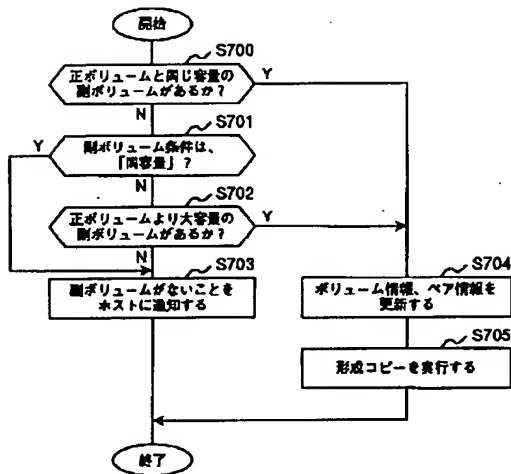 開始
S700
正ボリュームと同じ容量の
副ボリュームがあるか？
Y
N
S701
副ボリューム条件は、
「同容量」？
Y
N
S702
正ボリュームより大容量の
副ボリュームがあるか？
Y
N
S703
副ボリュームがないことを
ホストに通知する
S704
ボリューム情報、ペア情報を
更新する
S705
形成コピーを実行する
終了